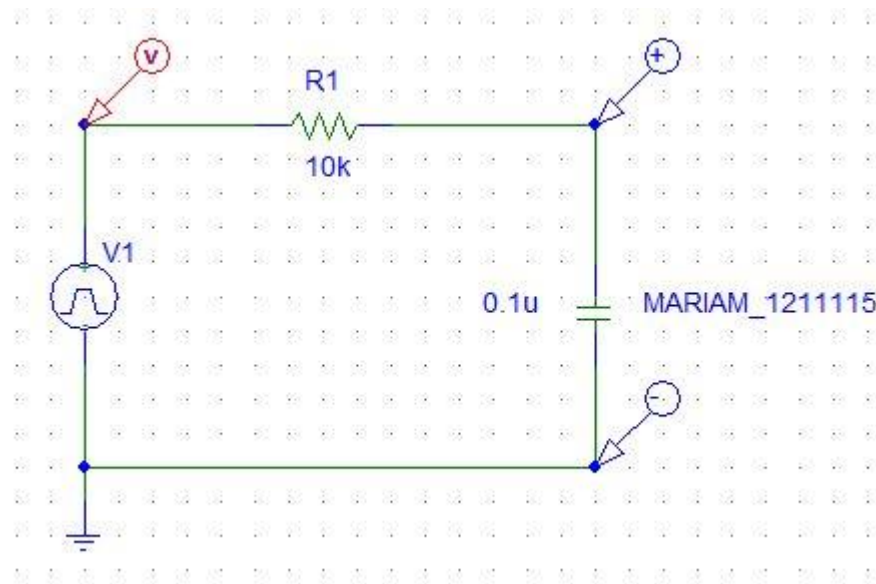 V
+
R1
10k
V1
0.1u
MARIAM_1211115
-